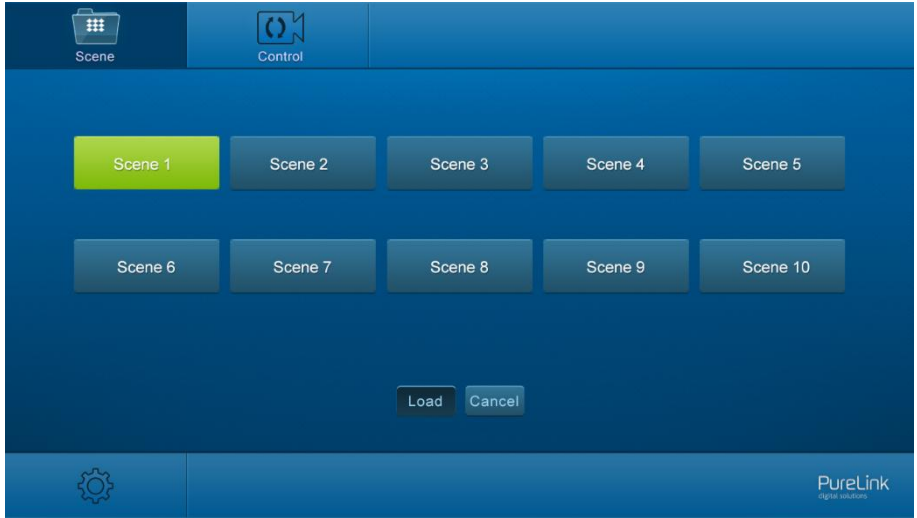 Scene
Control
Scene 1 Scene 2 Scene 3 Scene 4 Scene 5
Scene 6 Scene 7 Scene 8 Scene 9 Scene 10
Load Cancel
PureLink
digital solutions